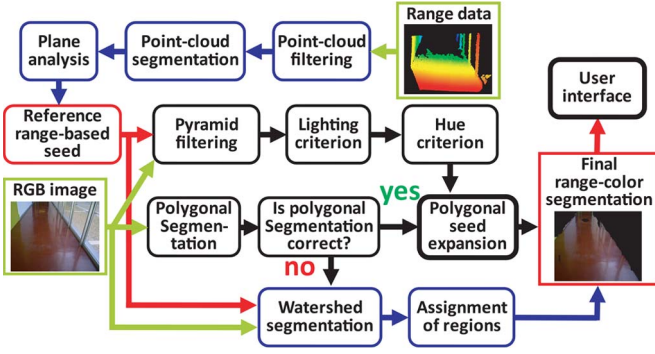 Plane
analysis
Point-cloud
segmentation
Point-cloud
filtering
Range data
User
interface
Reference
range-based
seed
Pyramid
filtering
Lighting
criterion
Hue
criterion
Final
range-color
segmentation
RGB image
Polygonal
Segmen-
tation
Is polygonal
Segmentation
correct?
yes
Polygonal
seed
expansion
no
Watershed
segmentation
Assignment
of regions